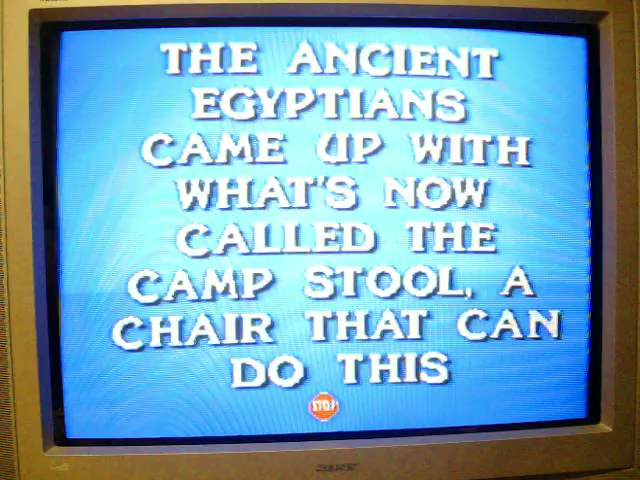 THE ANCIENT
EGYPTIANS
CAME UP WITH
WHAT'S NOW
CALLED THE
CAMP STOOL, A
CHAIR THAT CAN
DO THIS
STOP